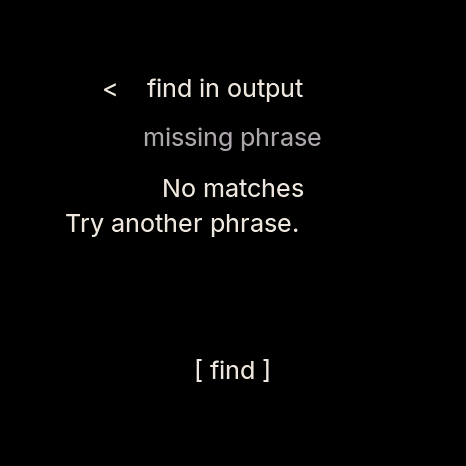 < find in output
missing phrase
No matches
Try another phrase.
[ find ]